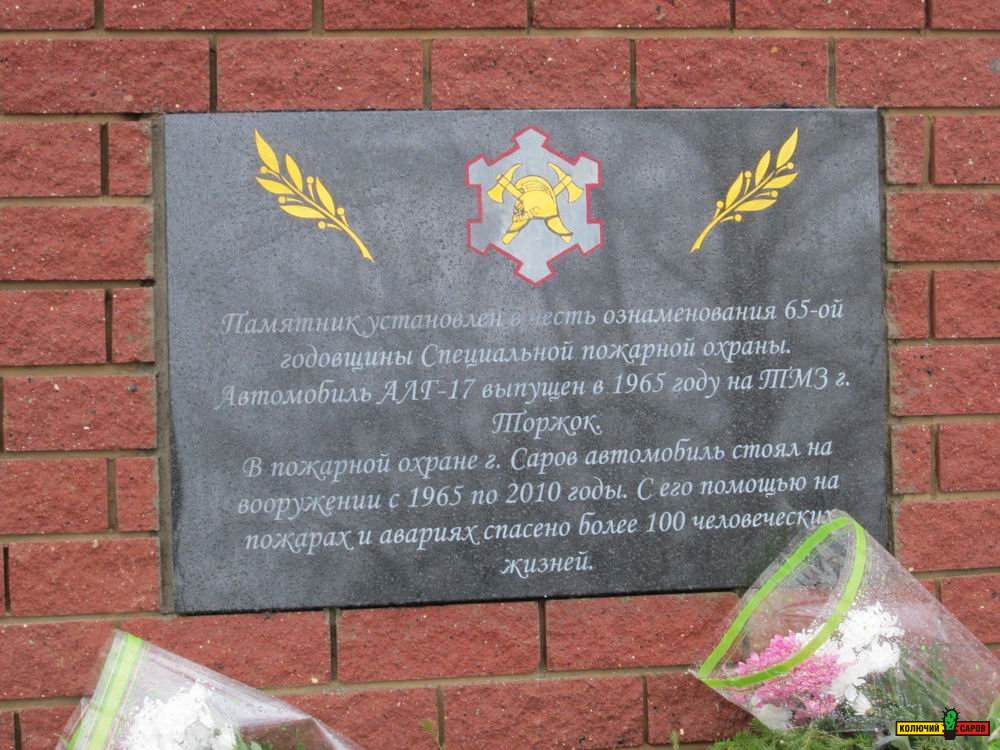 Памятник установлен в честь ознаменования 65-ой
годовщины Специальной пожарной охраны.
Автомобиль АЛГ-17 выпущен в 1965 году на ТМЗ г.
Торжок.
В пожарной охране г. Саров автомобиль стоял на
вооружении с 1965 по 2010 годы. С его помощью на
пожарах и авариях спасено более 100 человеческих
жизней.
КОЛЮЧИЙ САРОВ